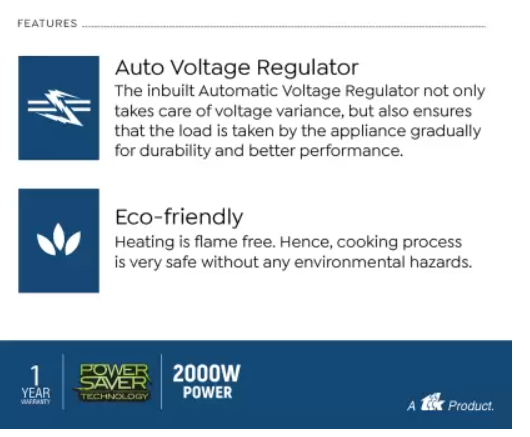 FEATURES
Auto Voltage Regulator
The inbuilt Automatic Voltage Regulator not only
takes care of voltage variance, but also ensures
that the load is taken by the appliance gradually
for durability and better performance.
Eco-friendly
Heating is flame free. Hence, cooking process
is very safe without any environmental hazards.
1
YEAR
WARRANTY
POWER
SAVER
TECHNOLOGY
2000W
POWER
A Product.